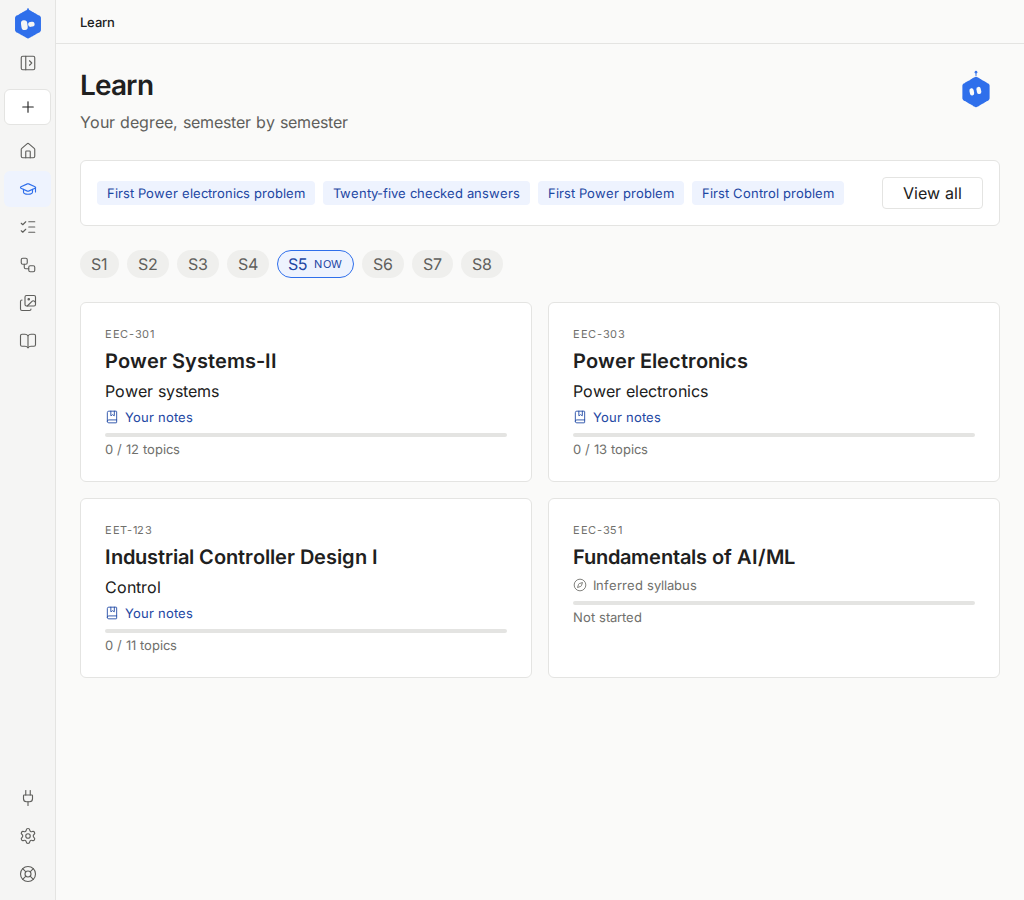 Learn
Learn
Your degree, semester by semester
First Power electronics problem
Twenty-five checked answers
First Power problem
First Control problem
View all
S1
S2
S3
S4
S5 NOW
S6
S7
S8
EEC-301
Power Systems-II
Power systems
Your notes
0 / 12 topics
EEC-303
Power Electronics
Power electronics
Your notes
0 / 13 topics
EET-123
Industrial Controller Design I
Control
Your notes
0 / 11 topics
EEC-351
Fundamentals of AI/ML
Inferred syllabus
Not started